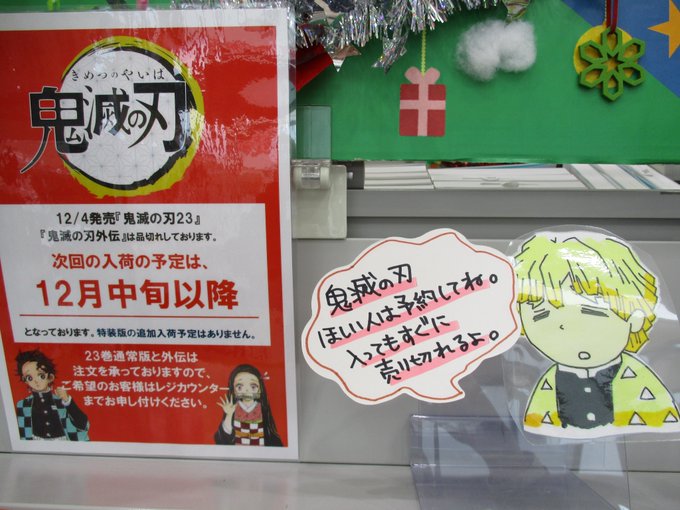 きめつのやいば
鬼滅の刃
12/4発売『鬼滅の刃23』
『鬼滅の刃外伝』は品切れしております。
次回の入荷の予定は、
12月中旬以降
となっております。特装版の追加入荷予定はありません。
23巻通常版と外伝は
注文を承っておりますので、
ご希望のお客様はレジカウンター
までお申し付けください。
鬼滅の刃
ほしい人は予約してね。
入ってもすぐに
売り切れるよ。